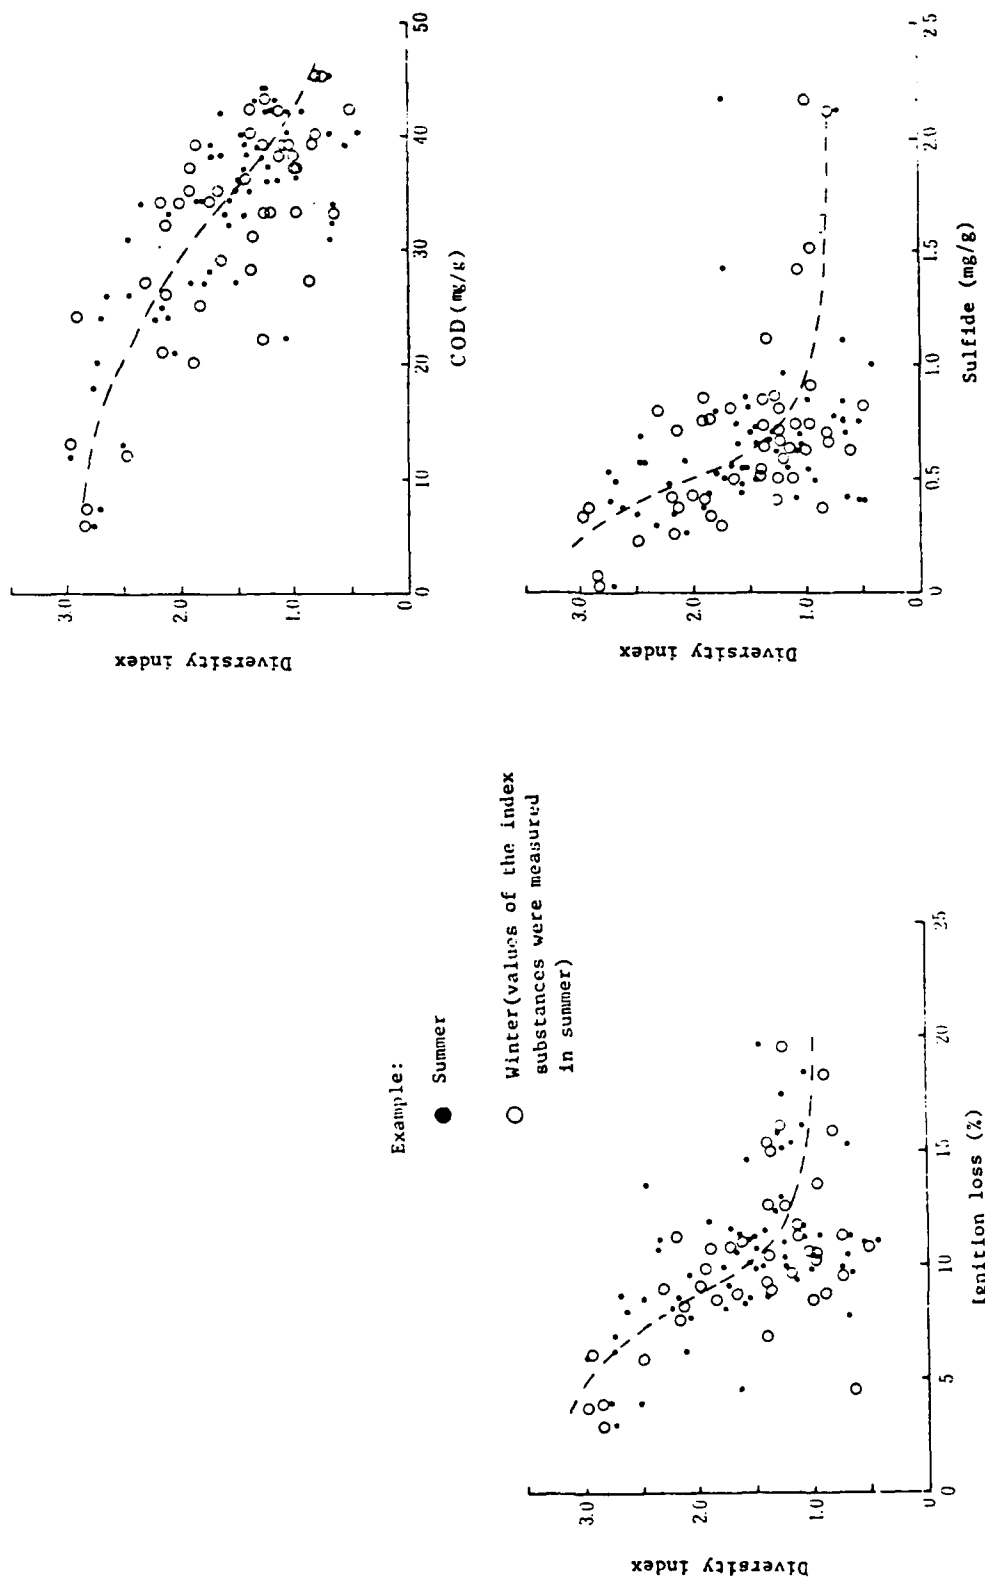 Diversity index
3.0
2.0
1.0
0
0
10
20
30
40
50
COD (mg/g)
Diversity index
3.0
2.0
1.0
0
0
0.5
1.0
1.5
2.0
2.5
Sulfide (mg/g)
Example:
Summer
Winter(values of the index
substances were measured
in summer)
Diversity index
3.0
2.0
1.0
0
0
5
10
15
20
25
Ignition loss (%)